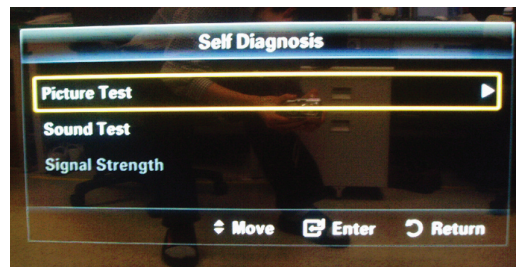 Self Diagnosis
Picture Test
Sound Test
Signal Strength
Move Enter Return